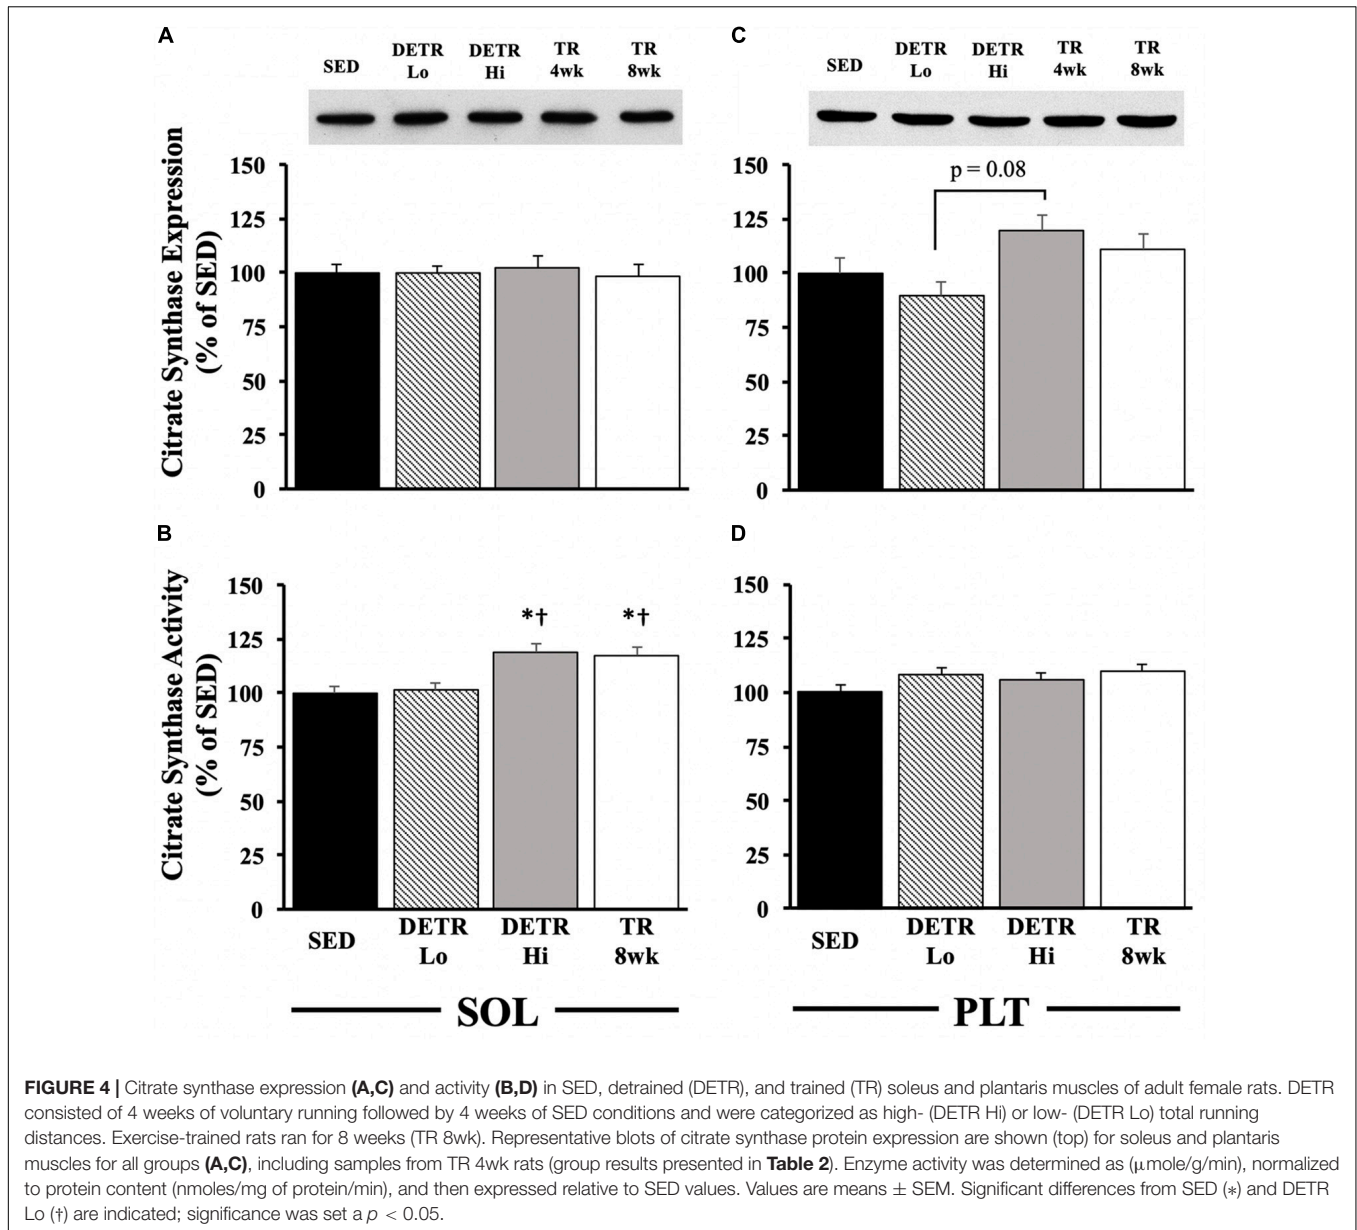 A
SED
DETR
Lo
DETR
Hi
TR
4wk
TR
8wk
Citrate Synthase Expression
(% of SED)
150
125
100
75
50
25
0
C
SED
DETR
Lo
DETR
Hi
TR
4wk
TR
8wk
150
125
100
75
50
25
0
p = 0.08
B
Citrate Synthase Activity
(% of SED)
150
125
100
75
50
25
0
*†
*†
SED
DETR
Lo
DETR
Hi
TR
8wk
SOL
D
150
125
100
75
50
25
0
SED
DETR
Lo
DETR
Hi
TR
8wk
PLT
FIGURE 4 | Citrate synthase expression (A,C) and activity (B,D) in SED, detrained (DETR), and trained (TR) soleus and plantaris muscles of adult female rats. DETR
consisted of 4 weeks of voluntary running followed by 4 weeks of SED conditions and were categorized as high- (DETR Hi) or low- (DETR Lo) total running
distances. Exercise-trained rats ran for 8 weeks (TR 8wk). Representative blots of citrate synthase protein expression are shown (top) for soleus and plantaris
muscles for all groups (A,C), including samples from TR 4wk rats (group results presented in Table 2). Enzyme activity was determined as (μmole/g/min), normalized
to protein content (nmoles/mg of protein/min), and then expressed relative to SED values. Values are means ± SEM. Significant differences from SED (*) and DETR
Lo (†) are indicated; significance was set a p < 0.05.